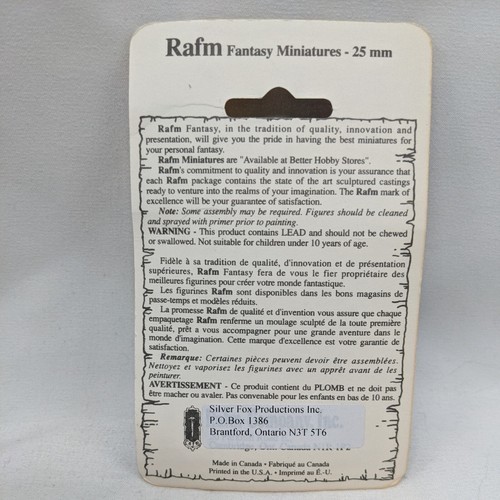 Rafm Fantasy Miniatures - 25 mm
Rafm Fantasy, in the tradition of quality, innovation and
presentation, will give you the pride in having the best miniatures for
your personal fantasy.
Rafm Miniatures are "Available at Better Hobby Stores".
Rafm's commitment to quality and innovation is your assurance that
each Rafm package contains the state of the art sculptured castings
ready to venture into the realms of your imagination. The Rafm mark of
excellence will be your guarantee of satisfaction.
Note: Some assembly may be required. Figures should be cleaned
and sprayed with primer prior to painting.
WARNING - This product contains LEAD and should not be chewed
or swallowed. Not suitable for children under 10 years of age.
Fidèle à sa tradition de qualité, d'innovation et de présentation
supérieures, Rafm Fantasy fera de vous le fier propriétaire des
meilleures figurines pour créer votre monde fantastique.
Les figurines Rafm sont disponibles dans les bons magasins de
passe-temps et modèles réduits.
La promesse Rafm de qualité et d'invention vous assure que chaque
empaquetage Rafm renferme un moulage sculpté de la toute première
qualité, prêt a vous accompagner pour une grande aventure dans le
monde d'imagination. Cette marque d'excellence est votre garantie de
satisfaction.
Remarque: Certaines pièces peuvent devoir être assemblées.
Nettoyez et vaporisez les figurines avec un apprêt avant de les
peinturer.
AVERTISSEMENT - Ce produit contient du PLOMB et ne doit pas
être macher ou avaler. Pas convenable pour les enfants en bas de 10 ans.
Silver Fox Productions Inc.
P.O.Box 1386
Brantford, Ontario N3T 5T6
Made in Canada • Fabriqué au Canada
Printed in the U.S.A. • Imprimé au É.-U.